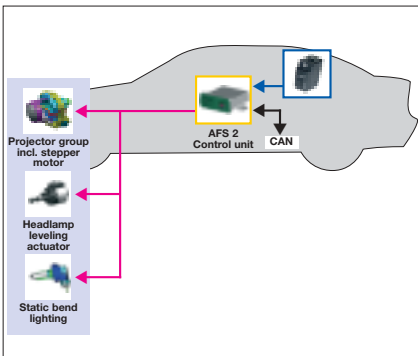 Projector group
incl. stepper
motor
AFS 2
Control unit
CAN
Headlamp
leveling
actuator
Static bend
lighting